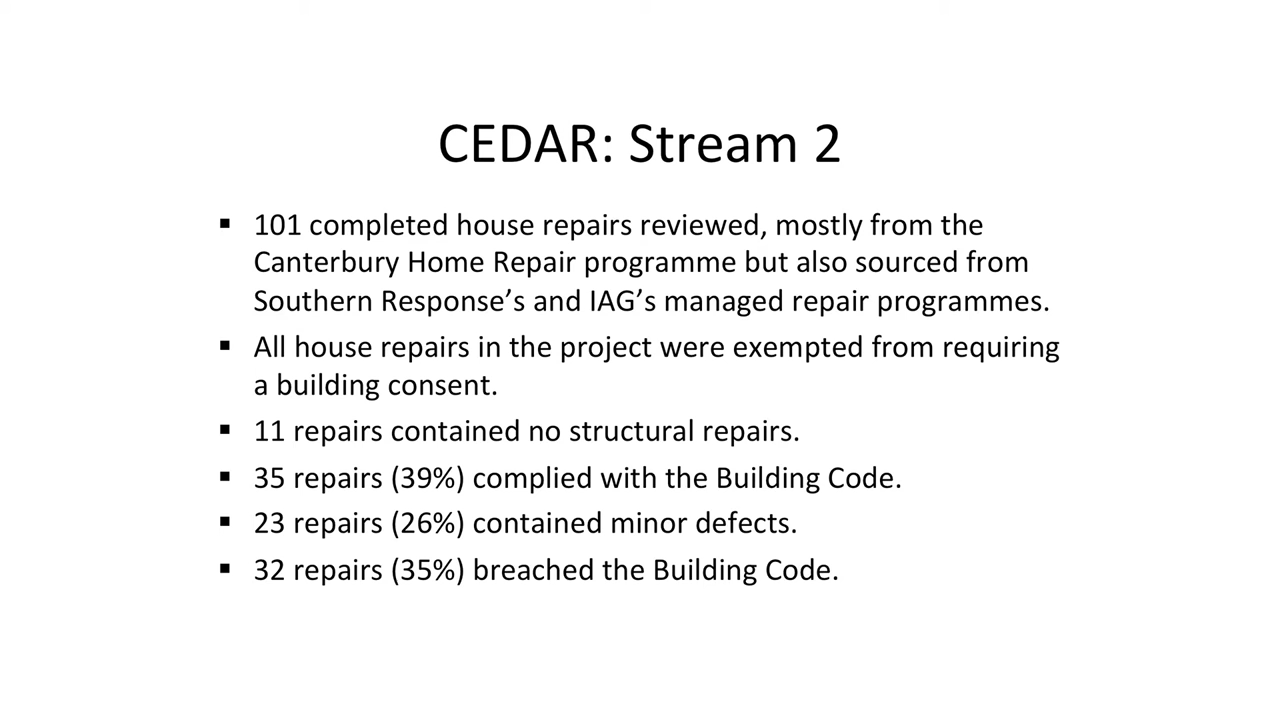 CEDAR: Stream 2
▪ 101 completed house repairs reviewed, mostly from the
Canterbury Home Repair programme but also sourced from
Southern Response’s and IAG’s managed repair programmes.
▪ All house repairs in the project were exempted from requiring
a building consent.
▪ 11 repairs contained no structural repairs.
▪ 35 repairs (39%) complied with the Building Code.
▪ 23 repairs (26%) contained minor defects.
▪ 32 repairs (35%) breached the Building Code.